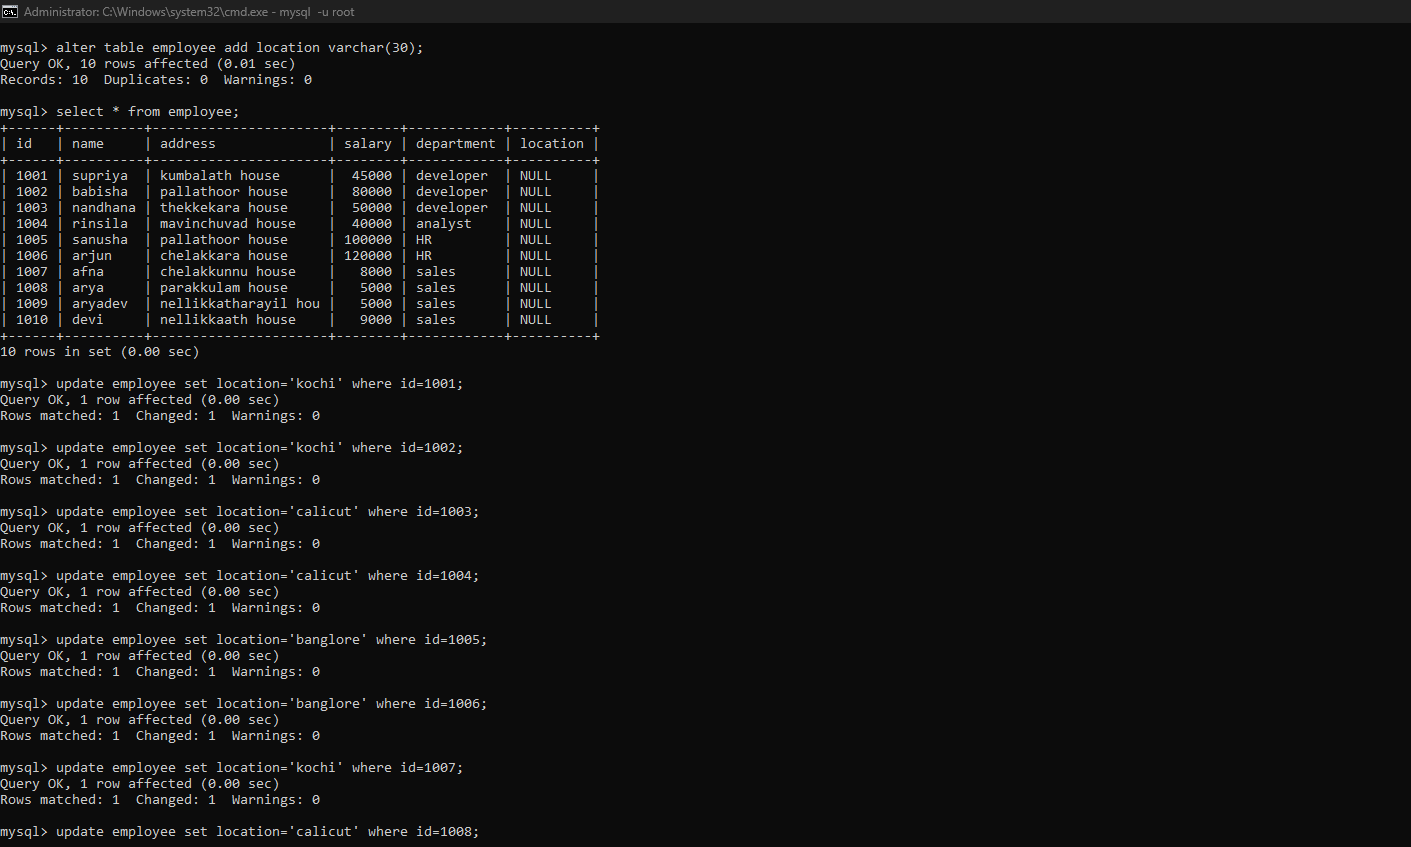 Administrator: C:\Windows\system32\cmd.exe - mysql  -u root
mysql> alter table employee add location varchar(30);
Query OK, 10 rows affected (0.01 sec)
Records: 10  Duplicates: 0  Warnings: 0
mysql> select * from employee;
+------+----------+----------------------+--------+------------+----------+
| id   | name     | address              | salary | department | location |
+------+----------+----------------------+--------+------------+----------+
| 1001 | supriya  | kumbalath house      |  45000 | developer  | NULL     |
| 1002 | babisha  | pallathoor house     |  80000 | developer  | NULL     |
| 1003 | nandhana | thekkekara house     |  50000 | developer  | NULL     |
| 1004 | rinsila  | mavinchuvad house    |  40000 | analyst    | NULL     |
| 1005 | sanusha  | pallathoor house     | 100000 | HR         | NULL     |
| 1006 | arjun    | chelakkara house     | 120000 | HR         | NULL     |
| 1007 | afna     | chelakkunnu house    |   8000 | sales      | NULL     |
| 1008 | arya     | parakkulam house     |   5000 | sales      | NULL     |
| 1009 | aryadev  | nellikkatharayil hou |   5000 | sales      | NULL     |
| 1010 | devi     | nellikkaath house    |   9000 | sales      | NULL     |
+------+----------+----------------------+--------+------------+----------+
10 rows in set (0.00 sec)
mysql> update employee set location='kochi' where id=1001;
Query OK, 1 row affected (0.00 sec)
Rows matched: 1  Changed: 1  Warnings: 0
mysql> update employee set location='kochi' where id=1002;
Query OK, 1 row affected (0.00 sec)
Rows matched: 1  Changed: 1  Warnings: 0
mysql> update employee set location='calicut' where id=1003;
Query OK, 1 row affected (0.00 sec)
Rows matched: 1  Changed: 1  Warnings: 0
mysql> update employee set location='calicut' where id=1004;
Query OK, 1 row affected (0.00 sec)
Rows matched: 1  Changed: 1  Warnings: 0
mysql> update employee set location='banglore' where id=1005;
Query OK, 1 row affected (0.00 sec)
Rows matched: 1  Changed: 1  Warnings: 0
mysql> update employee set location='banglore' where id=1006;
Query OK, 1 row affected (0.00 sec)
Rows matched: 1  Changed: 1  Warnings: 0
mysql> update employee set location='kochi' where id=1007;
Query OK, 1 row affected (0.00 sec)
Rows matched: 1  Changed: 1  Warnings: 0
mysql> update employee set location='calicut' where id=1008;